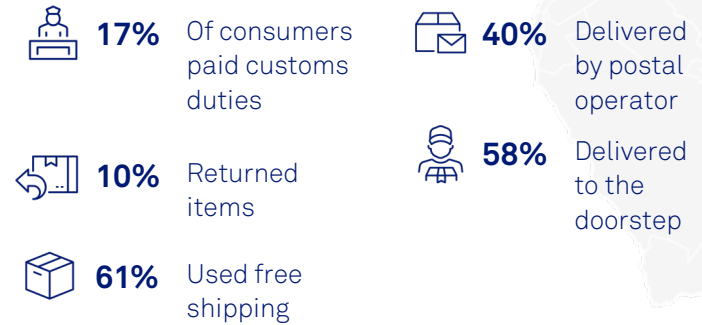 17% Of consumers
paid customs
duties
10% Returned
items
61% Used free
shipping
40% Delivered
by postal
operator
58% Delivered
to the
doorstep